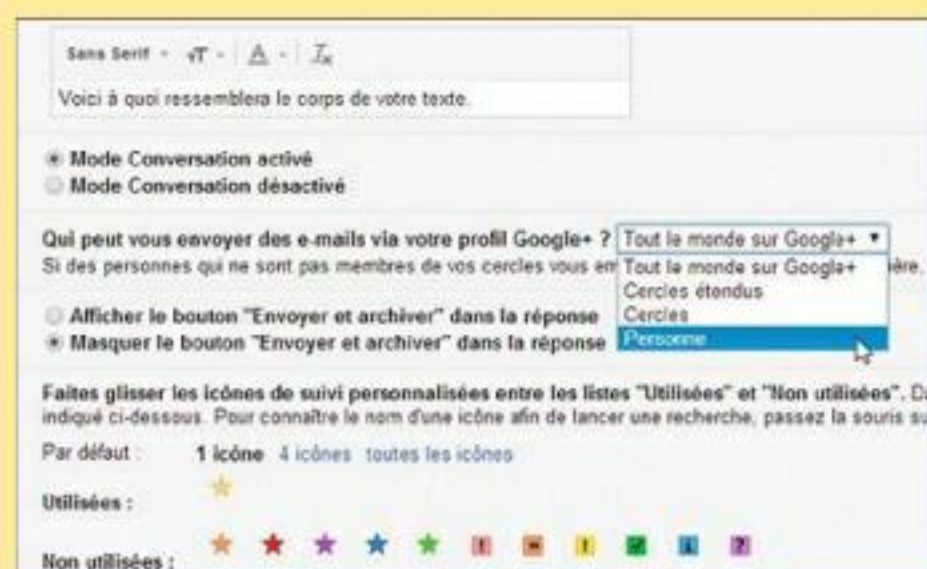 Sans Serif
Voici à quoi ressemblera le corps de votre texte.
Mode Conversation activé
Mode Conversation désactivé
Qui peut vous envoyer des e-mails via votre profil Google+ ? Tout le monde sur Google+
Si des personnes qui ne sont pas membres de vos cercles vous ère.
Tout le monde sur Google+
Cercles étendus
Cercles
Personne
Afficher le bouton "Envoyer et archiver" dans la réponse
Masquer le bouton "Envoyer et archiver" dans la réponse
Faites glisser les icônes de suivi personnalisées entre les listes "Utilisées" et "Non utilisées".
indiqué ci-dessous. Pour connaître le nom d'une icône afin de lancer une recherche, passez la souris su
Par défaut : 1 icône 4 icônes toutes les icônes
Utilisées :
Non utilisées :